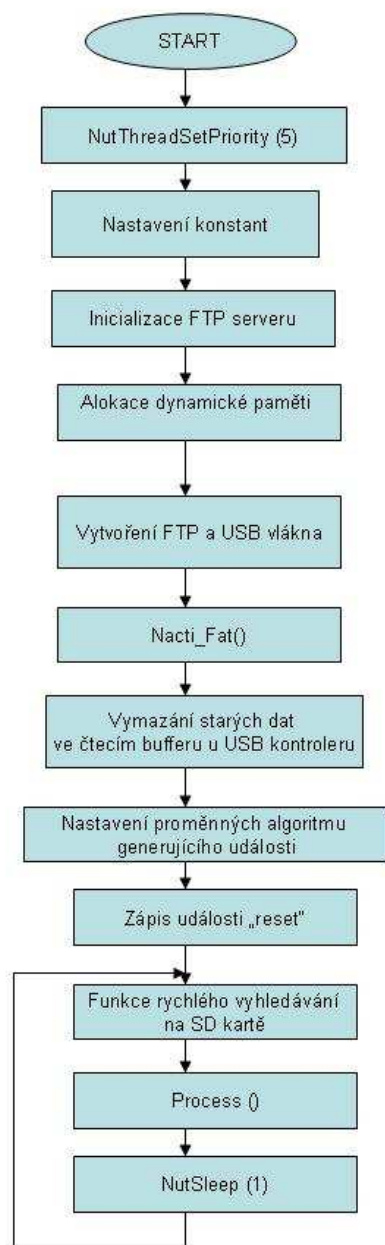 START
NutThreadSetPriority (5)
Nastavení konstant
Inicializace FTP serveru
Alokace dynamické paměti
Vytvoření FTP a USB vlákna
Nacti_Fat()
Vymazání starých dat
ve čtecím bufferu u USB kontroleru
Nastavení proměnných algoritmu
generujícího události
Zápis události „reset"
Funkce rychlého vyhledávání
na SD kartě
Process ()
NutSleep (1)